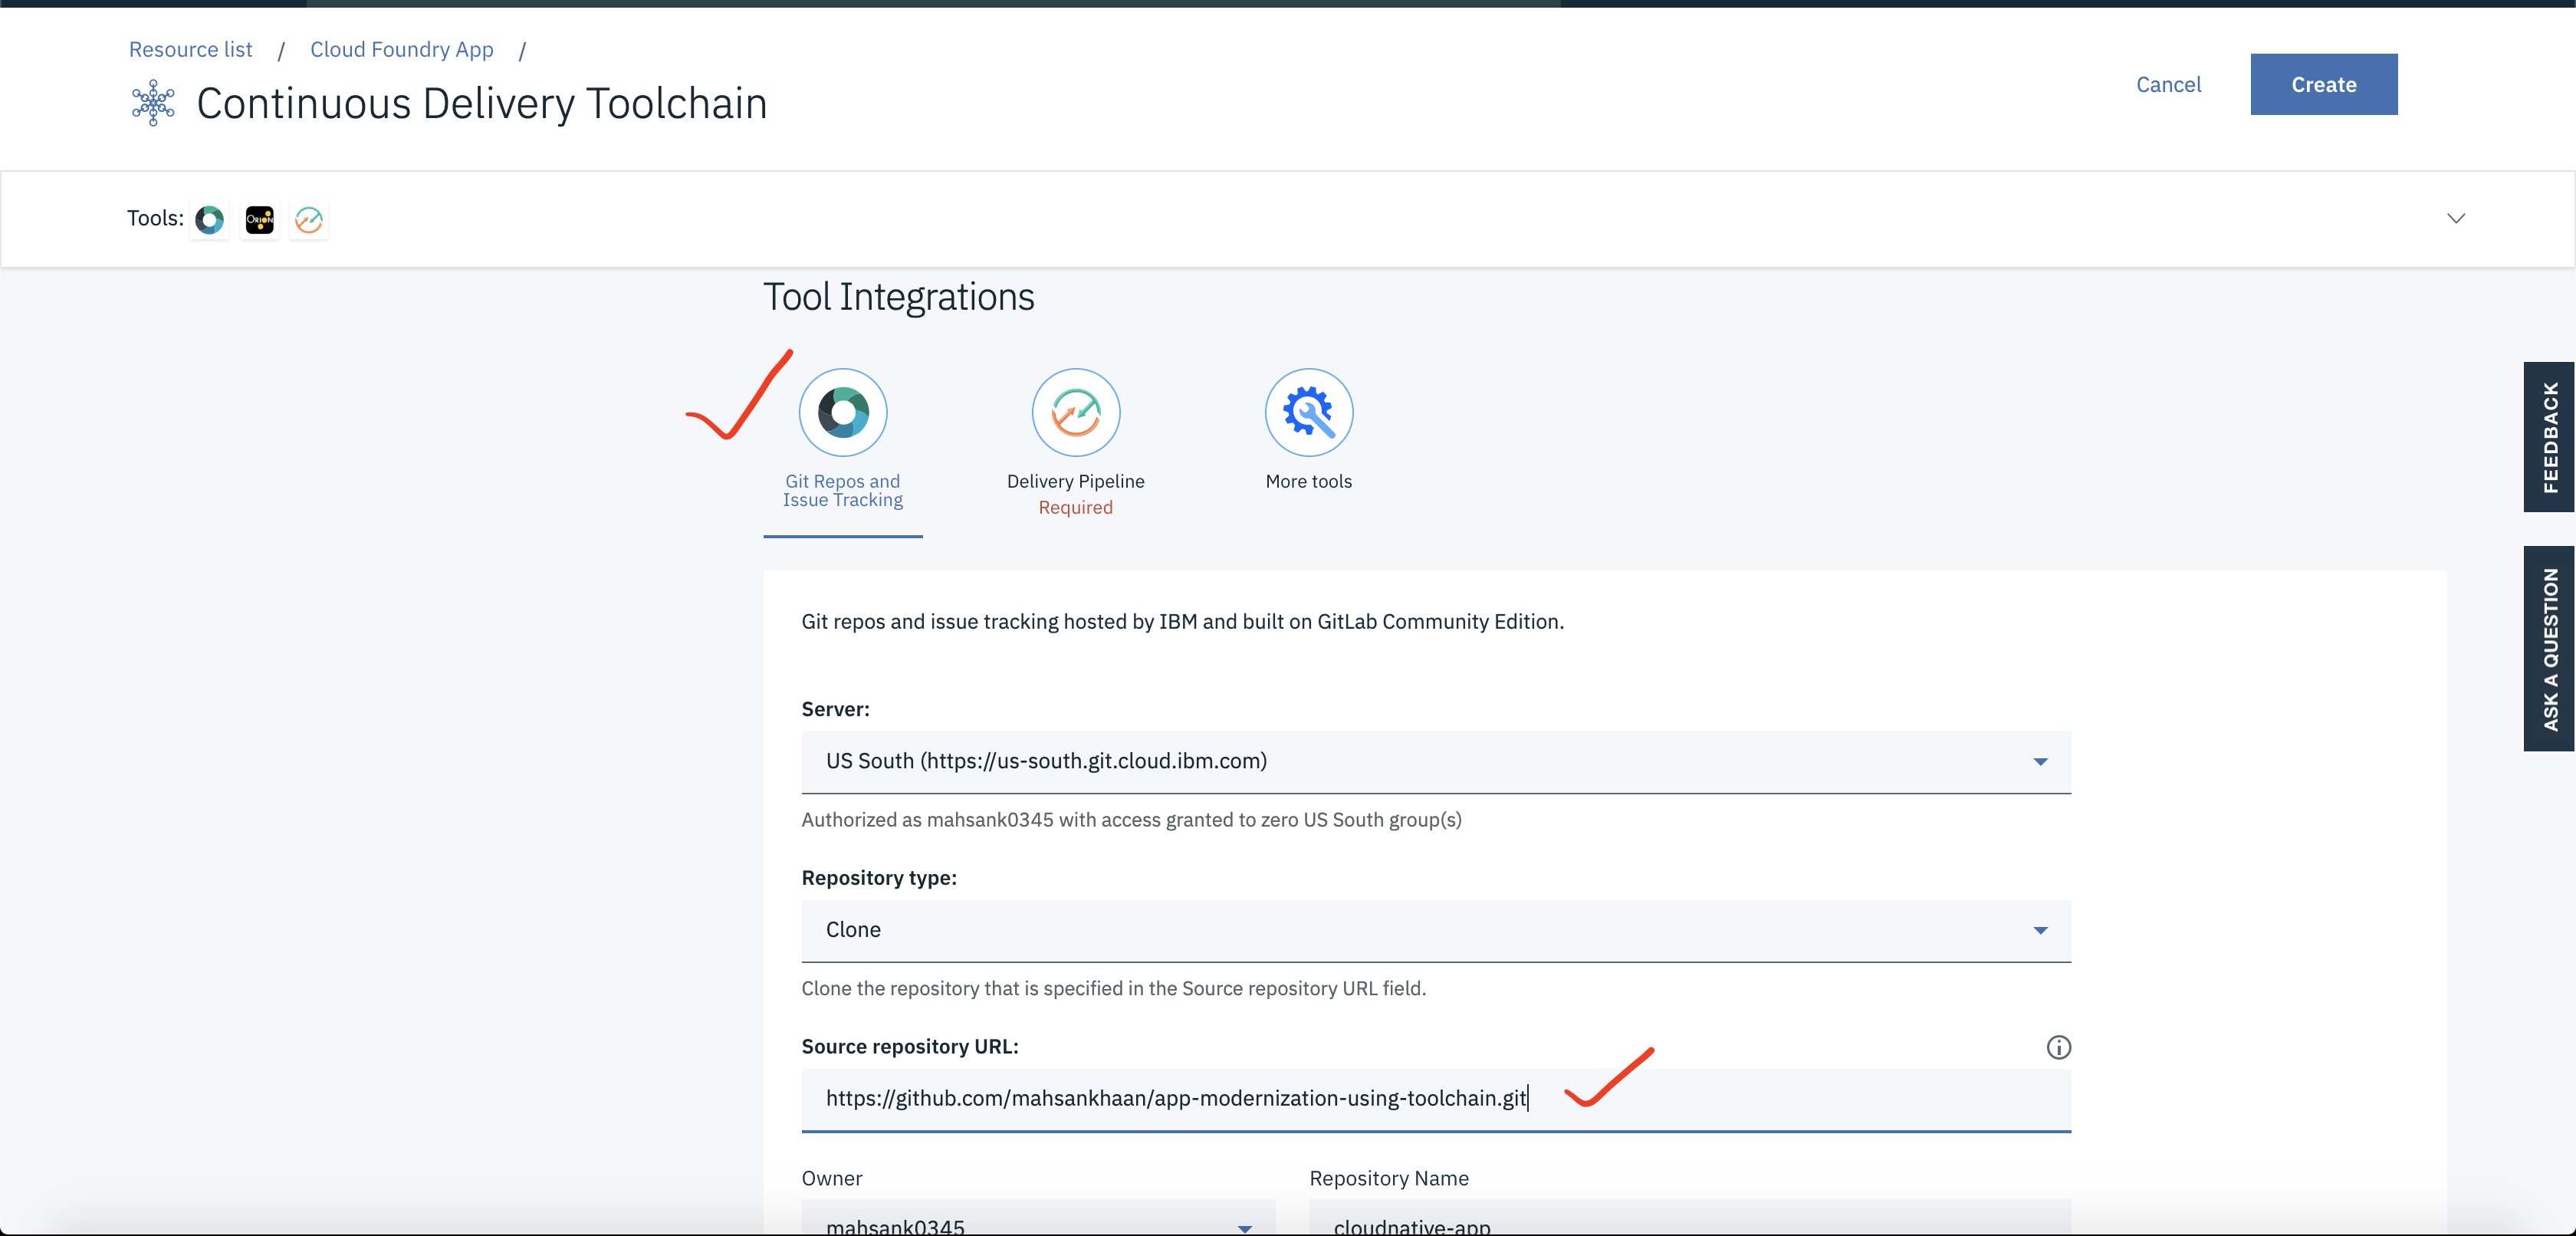 Resource list / Cloud Foundry App /
Continuous Delivery Toolchain
Cancel
Create
Tools:
ORION
Tool Integrations
Git Repos and
Issue Tracking
Delivery Pipeline
Required
More tools
FEEDBACK
ASK A QUESTION
Git repos and issue tracking hosted by IBM and built on GitLab Community Edition.
Server:
US South (https://us-south.git.cloud.ibm.com)
Authorized as mahsank0345 with access granted to zero US South group(s)
Repository type:
Clone
Clone the repository that is specified in the Source repository URL field.
Source repository URL:
https://github.com/mahsankhaan/app-modernization-using-toolchain.git
Owner
Repository Name
mahsank0345
cloudnative-app